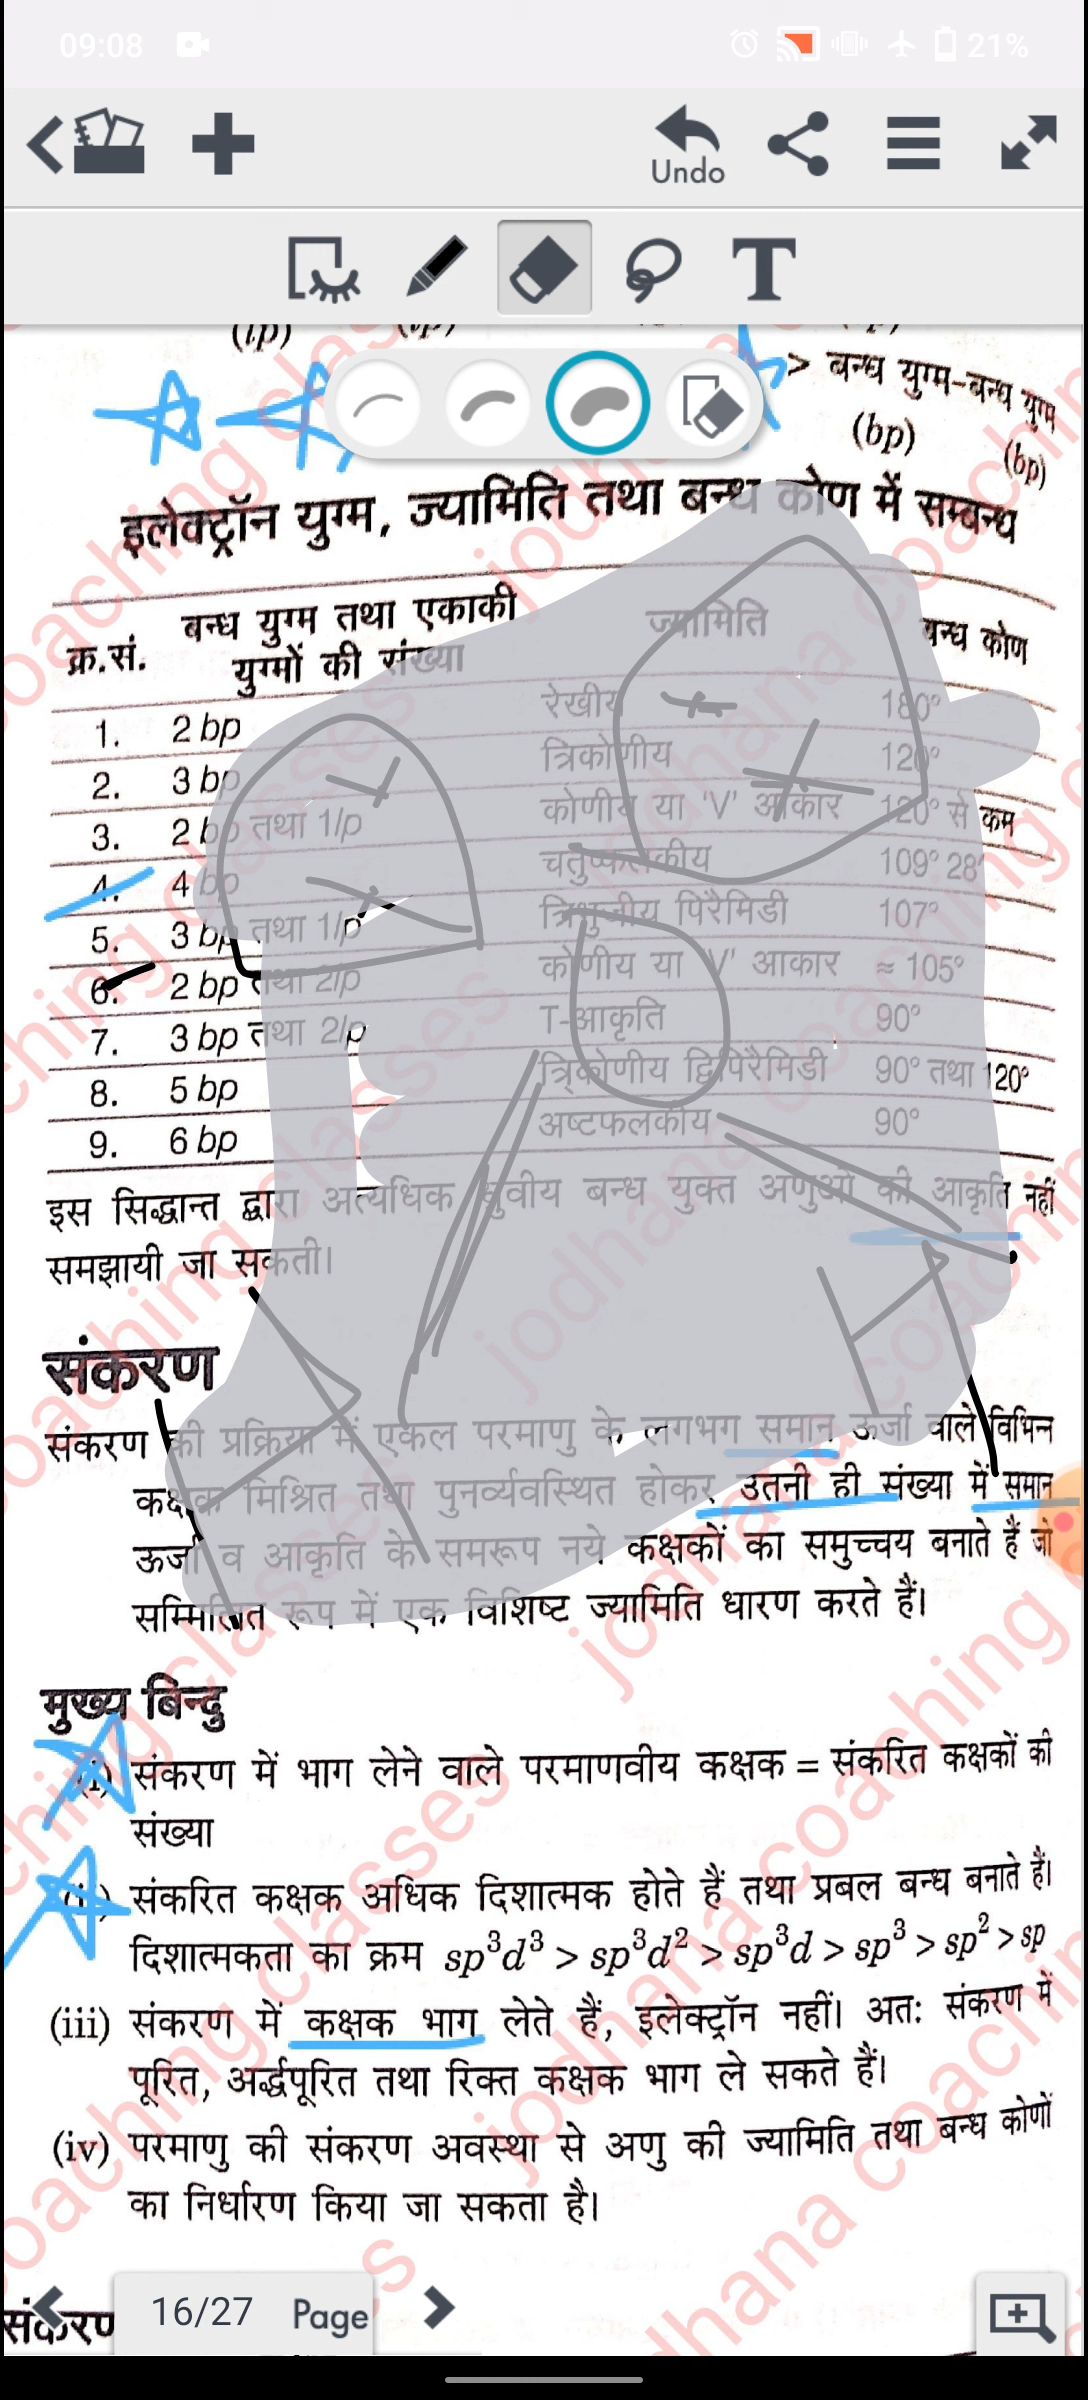 09:08
21%
Undo
T
> बन्ध युग्म-बन्ध युग्म
(bp) (bp)
इलेक्ट्रॉन युग्म, ज्यामिति तथा बन्ध कोण में सम्बन्ध
क्र.सं. बन्ध युग्म तथा एकाकी युग्मों की संख्या ज्यामिति बन्ध कोण
1. 2 bp रेखीय 180°
2. 3 bp त्रिकोणीय 120°
3. 2 bp तथा 1lp कोणीय या 'V' आकार 120° से कम
4. 4 bp चतुष्फलकीय 109° 28'
5. 3 bp तथा 1lp त्रिभुजीय पिरैमिडी 107°
6. 2 bp तथा 2lp कोणीय या 'V' आकार ≈ 105°
7. 3 bp तथा 2lp T-आकृति 90°
8. 5 bp त्रिकोणीय द्विपिरैमिडी 90° तथा 120°
9. 6 bp अष्टफलकीय 90°
इस सिद्धान्त द्वारा अत्यधिक ध्रुवीय बन्ध युक्त अणुओं की आकृति नहीं
समझायी जा सकती।
संकरण
संकरण की प्रक्रिया में एकल परमाणु के लगभग समान ऊर्जा वाले विभिन्न
कक्षक मिश्रित तथा पुनर्व्यवस्थित होकर उतनी ही संख्या में समान
ऊर्जा व आकृति के समरूप नये कक्षकों का समुच्चय बनाते हैं जो
सम्मिलित रूप में एक विशिष्ट ज्यामिति धारण करते हैं।
मुख्य बिन्दु
(i) संकरण में भाग लेने वाले परमाणवीय कक्षक = संकरित कक्षकों की
संख्या
(ii) संकरित कक्षक अधिक दिशात्मक होते हैं तथा प्रबल बन्ध बनाते हैं।
दिशात्मकता का क्रम sp³d³ > sp³d² > sp³d > sp³ > sp² > sp
(iii) संकरण में कक्षक भाग लेते हैं, इलेक्ट्रॉन नहीं। अतः संकरण में
पूरित, अर्द्धपूरित तथा रिक्त कक्षक भाग ले सकते हैं।
(iv) परमाणु की संकरण अवस्था से अणु की ज्यामिति तथा बन्ध कोणों
का निर्धारण किया जा सकता है।
संकरण
16/27 Page
jodhana coaching classes